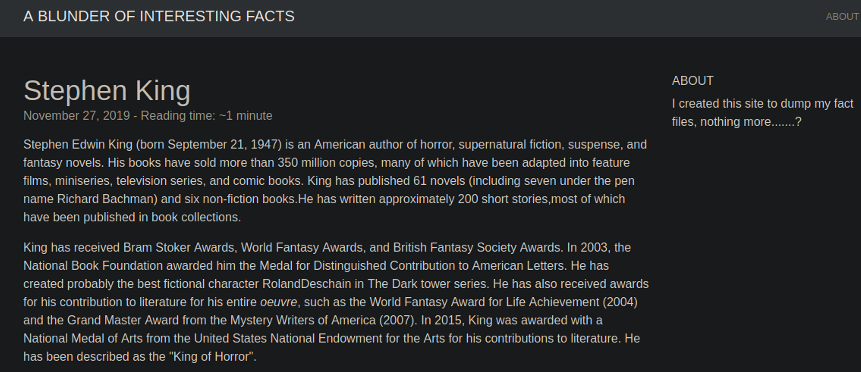 A BLUNDER OF INTERESTING FACTS
ABOUT
Stephen King
November 27, 2019 - Reading time: ~1 minute
Stephen Edwin King (born September 21, 1947) is an American author of horror, supernatural fiction, suspense, and
fantasy novels. His books have sold more than 350 million copies, many of which have been adapted into feature
films, miniseries, television series, and comic books. King has published 61 novels (including seven under the pen
name Richard Bachman) and six non-fiction books.He has written approximately 200 short stories,most of which
have been published in book collections.
King has received Bram Stoker Awards, World Fantasy Awards, and British Fantasy Society Awards. In 2003, the
National Book Foundation awarded him the Medal for Distinguished Contribution to American Letters. He has
created probably the best fictional character RolandDeschain in The Dark tower series. He has also received awards
for his contribution to literature for his entire oeuvre, such as the World Fantasy Award for Life Achievement (2004)
and the Grand Master Award from the Mystery Writers of America (2007). In 2015, King was awarded with a
National Medal of Arts from the United States National Endowment for the Arts for his contributions to literature. He
has been described as the "King of Horror".
ABOUT
I created this site to dump my fact
files, nothing more.......?